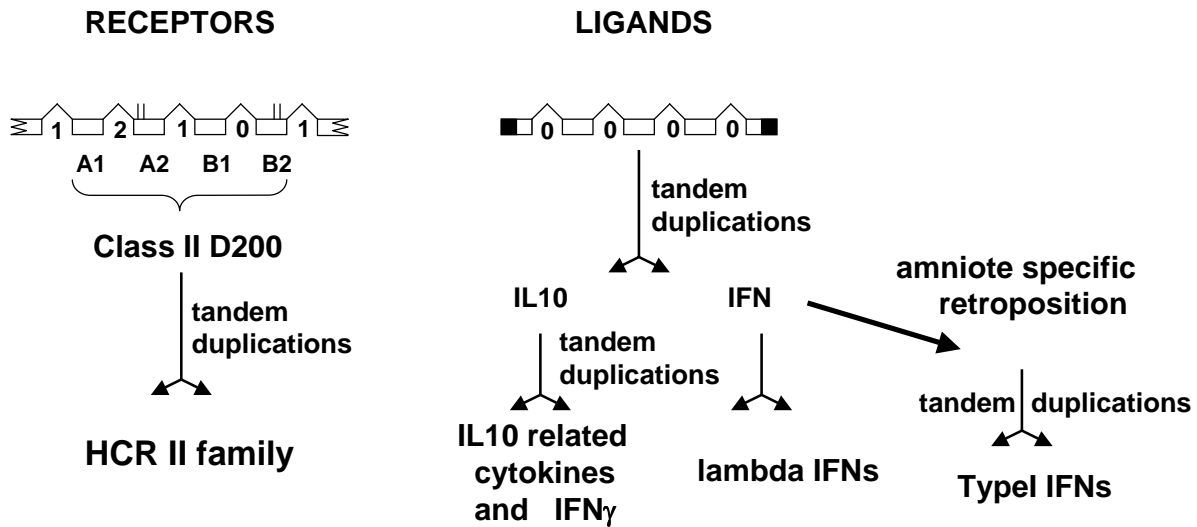 RECEPTORS
1 2 1 0 1
A1 A2 B1 B2
Class II D200
tandem
duplications
HCR II family
LIGANDS
0 0 0 0
tandem
duplications
IL10 IFN
amniote specific
retroposition
tandem
duplications
tandem duplications
IL10 related
cytokines
and IFNγ
lambda IFNs
TypeI IFNs